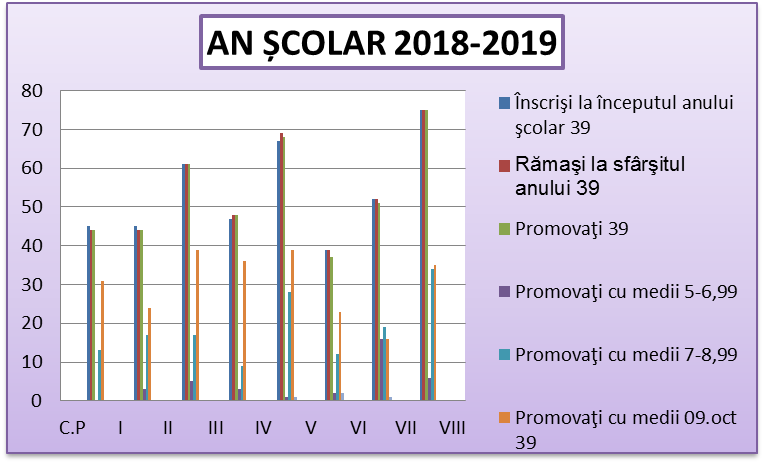 AN ȘCOLAR 2018-2019
80
70
60
50
40
30
20
10
0
C.P I II III IV V VI VII VIII
Înscrişi la începutul anului
şcolar 39
Rămaşi la sfârşitul
anului 39
Promovaţi 39
Promovaţi cu medii 5-6,99
Promovaţi cu medii 7-8,99
Promovaţi cu medii 09.oct
39